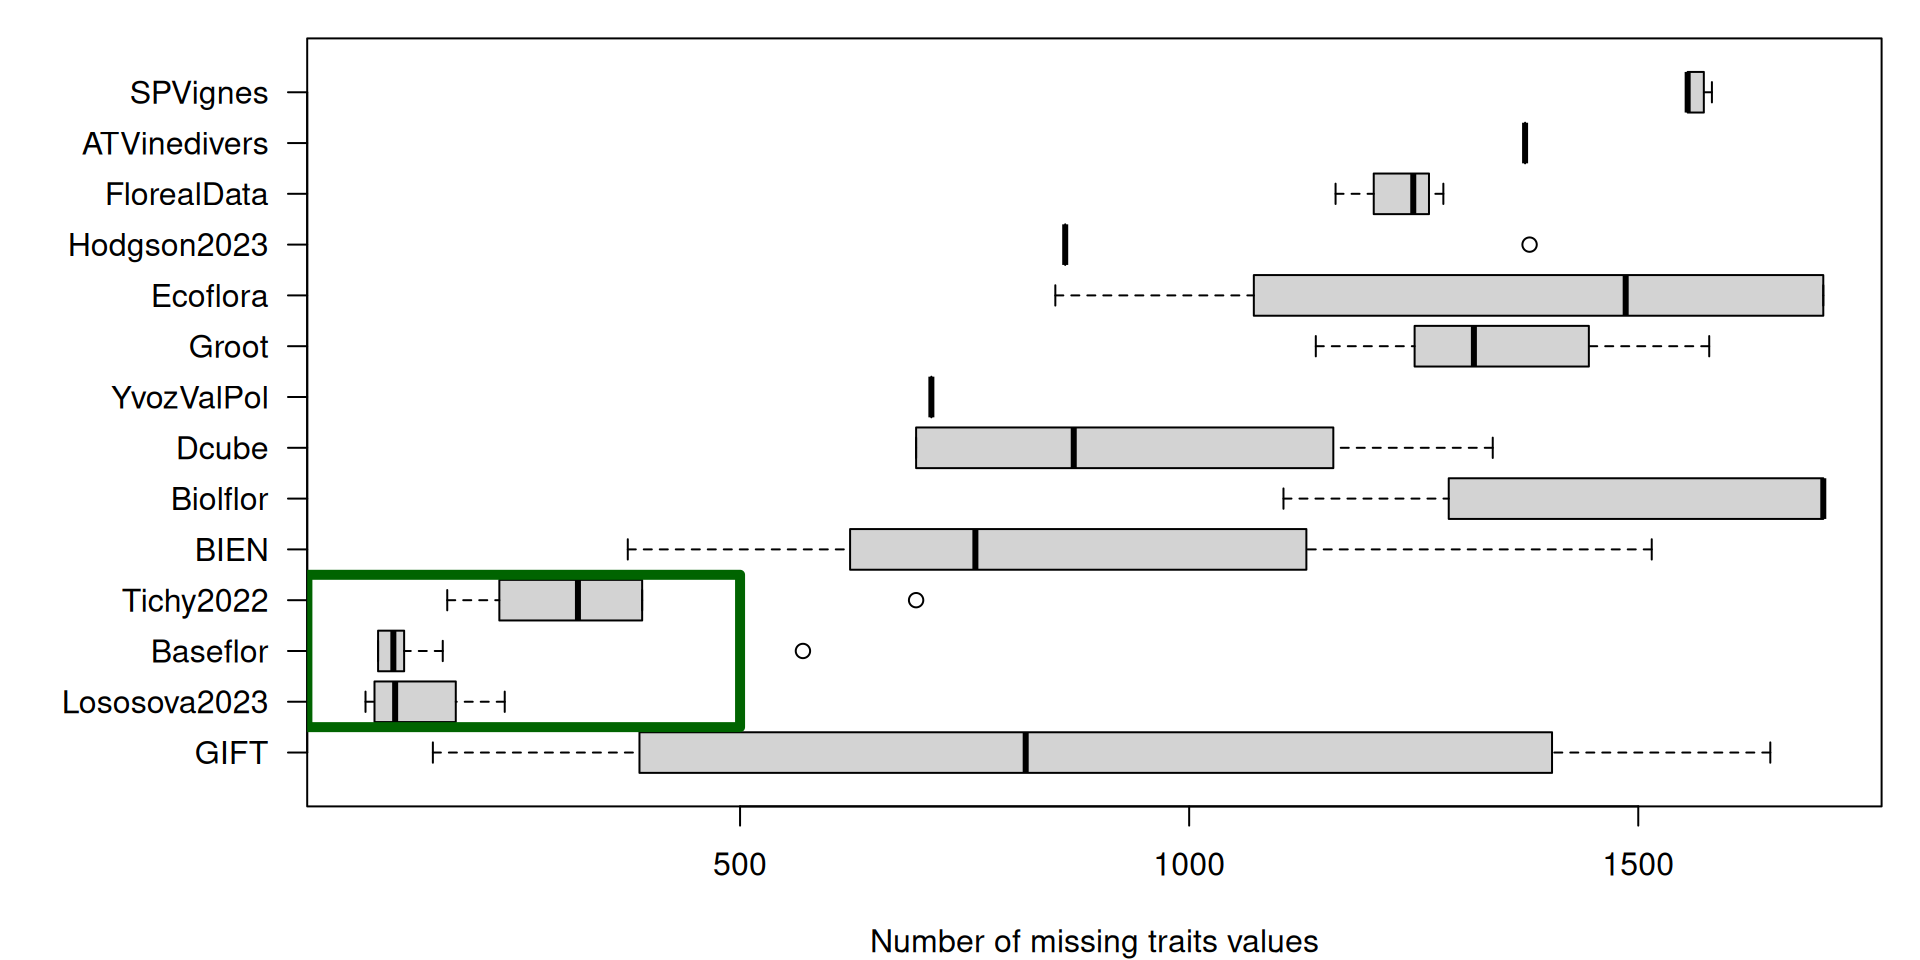 SPVignes
ATVinedivers
FlorealData
Hodgson2023
Ecoflora
Groot
YvozValPol
Dcube
Biolflor
BIEN
Tichy2022
Baseflor
Lososova2023
GIFT
500 1000 1500
Number of missing traits values